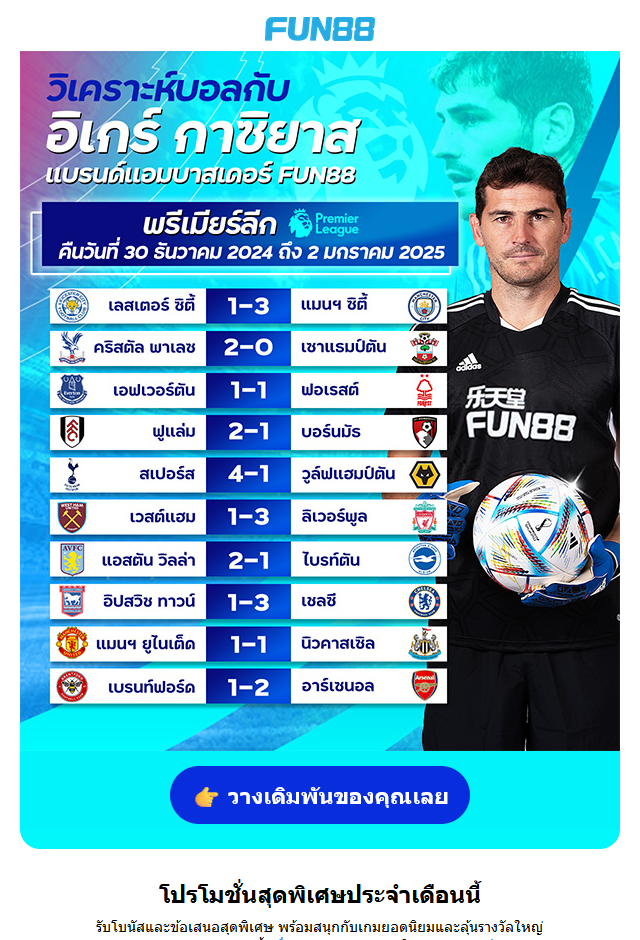 FUN88
วิเคราะห์บอลกับ
อิเกร์ กาซิยาส
แบรนด์แอมบาสเดอร์ FUN88
พรีเมียร์ลีก Premier League
คืนวันที่ 30 ธันวาคม 2024 ถึง 2 มกราคม 2025
เลสเตอร์ ซิตี้ 1-3 แมนฯ ซิตี้
คริสตัล พาเลซ 2-0 เซาแธมป์ตัน
เอฟเวอร์ตัน 1-1 ฟอเรสต์
ฟูแล่ม 2-1 บอร์นมัธ
สเปอร์ส 4-1 วูล์ฟแฮมป์ตัน
เวสต์แฮม 1-3 ลิเวอร์พูล
แอสตัน วิลล่า 2-1 ไบรท์ตัน
อิปสวิช ทาวน์ 1-3 เชลซี
แมนฯ ยูไนเต็ด 1-1 นิวคาสเซิล
เบรนท์ฟอร์ด 1-2 อาร์เซนอล
adidas
乐天堂
FUN88
วางเดิมพันของคุณเลย
โปรโมชั่นสุดพิเศษประจำเดือนนี้
รับโบนัสและข้อเสนอสุดพิเศษ พร้อมสนุกกับเกมยอดนิยมและลุ้นรางวัลใหญ่